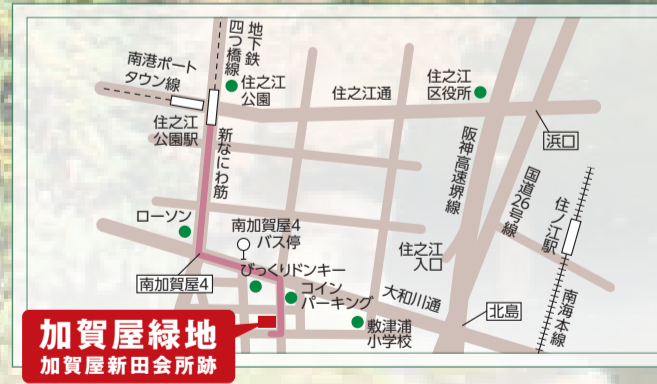 地下鉄
四つ橋線
南港ポート
タウン線
住之江
公園
住之江通
住之江
区役所
住之江
公園駅
新なにわ筋
阪神高速堺線
浜口
国道26号線
住ノ江駅
南海本線
ローソン
南加賀屋4
バス停
住之江
入口
南加賀屋4
びっくりドンキー
コイン
パーキング
大和川通
北島
敷津浦
小学校
加賀屋緑地
加賀屋新田会所跡